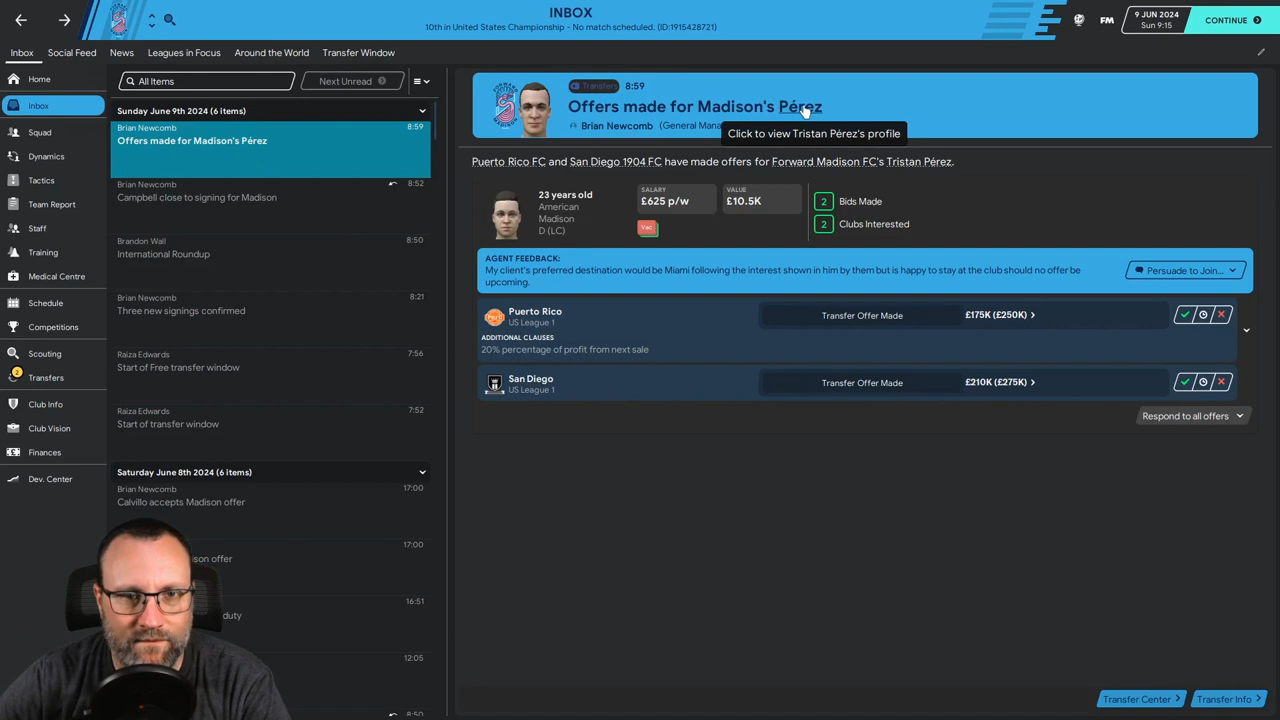 INBOX
10th in United States Championship - No match scheduled. (ID:1915428721)
FM
9 JUN 2024
Sun 9:15
CONTINUE
Inbox
Social Feed
News
Leagues in Focus
Around the World
Transfer Window
Home
Inbox
Squad
Dynamics
Tactics
Team Report
Staff
Training
Medical Centre
Schedule
Competitions
Scouting
2
Transfers
Club Info
Club Vision
Finances
Dev. Center
All Items
Next Unread
Sunday June 9th 2024 (6 items)
Brian Newcomb
8:59
Offers made for Madison's Pérez
Brian Newcomb
8:52
Campbell close to signing for Madison
Brandon Wall
8:50
International Roundup
Brian Newcomb
8:21
Three new signings confirmed
Raiza Edwards
7:56
Start of Free transfer window
Raiza Edwards
7:52
Start of transfer window
Saturday June 8th 2024 (6 items)
Brian Newcomb
17:00
Calvillo accepts Madison offer
17:00
son offer
16:51
duty
12:05
8:50
Transfers
8:59
Offers made for Madison's Pérez
Brian Newcomb
(General Mana
Click to view Tristan Pérez's profile
Puerto Rico FC and San Diego 1904 FC have made offers for Forward Madison FC's Tristan Pérez.
23 years old
American
Madison
D (LC)
SALARY
£625 p/w
VALUE
£10.5K
Vac
2
Bids Made
2
Clubs Interested
AGENT FEEDBACK:
My client's preferred destination would be Miami following the interest shown in him by them but is happy to stay at the club should no offer be
upcoming.
Persuade to Join...
Puerto Rico
US League 1
Transfer Offer Made
£175K (£250K)
ADDITIONAL CLAUSES
20% percentage of profit from next sale
San Diego
US League 1
Transfer Offer Made
£210K (£275K)
Respond to all offers
Transfer Center
Transfer Info